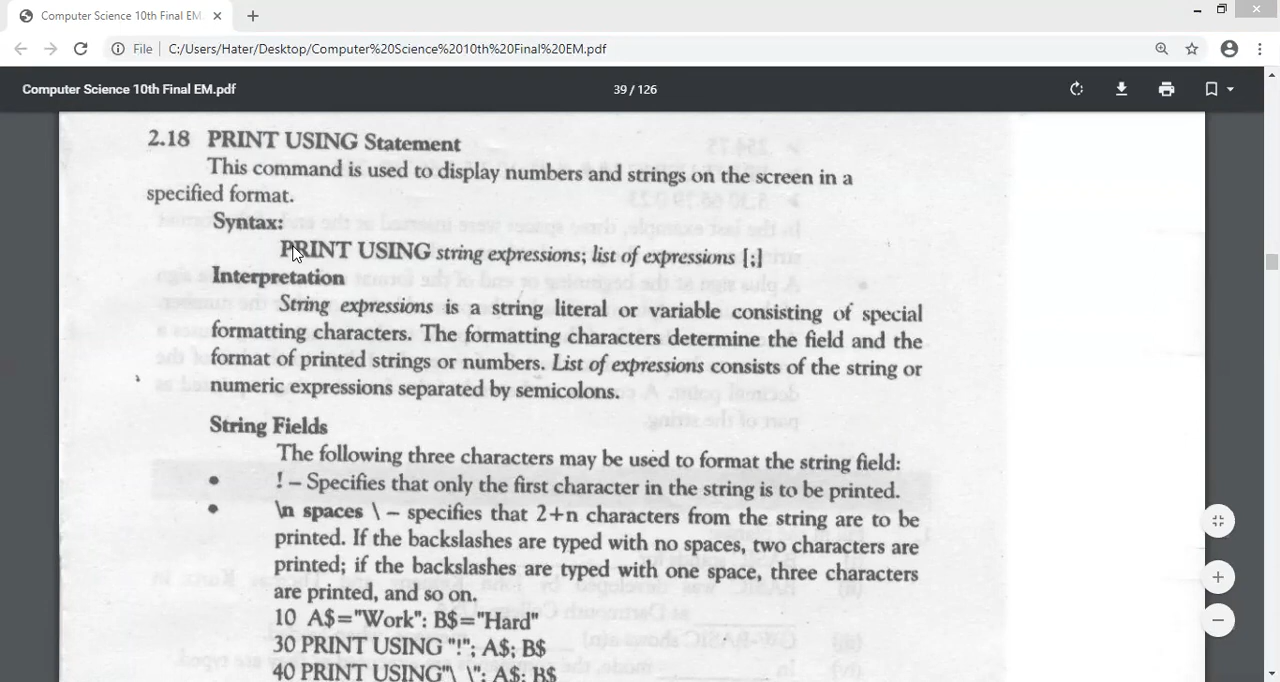 Computer Science 10th Final EM.
File
C:/Users/Hater/Desktop/Computer%20Science%2010th%20Final%20EM.pdf
Computer Science 10th Final EM.pdf
39 / 126
2.18 PRINT USING Statement
This command is used to display numbers and strings on the screen in a
specified format.
Syntax:
PRINT USING string expressions; list of expressions [;]
Interpretation
String expressions is a string literal or variable consisting of special
formatting characters. The formatting characters determine the field and the
format of printed strings or numbers. List of expressions consists of the string or
numeric expressions separated by semicolons.
String Fields
The following three characters may be used to format the string field:
• ! – Specifies that only the first character in the string is to be printed.
• \n spaces \ – specifies that 2+n characters from the string are to be
printed. If the backslashes are typed with no spaces, two characters are
printed; if the backslashes are typed with one space, three characters
are printed, and so on.
10 A$="Work": B$="Hard"
30 PRINT USING "!"; A$; B$
40 PRINT USING"\ \"; A$; B$